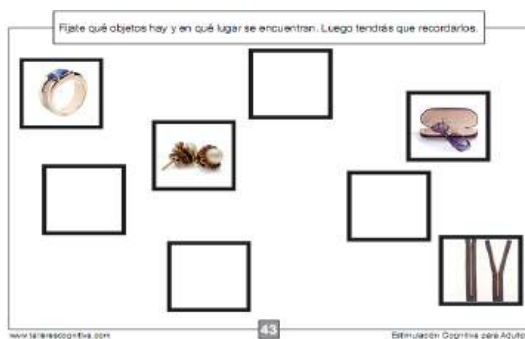 Fíjate qué objetos hay y en qué lugar se encuentran. Luego tendrás que recordarlos.
www.tallerescognitiva.com
43
Estimulación Cognitiva para Adultos